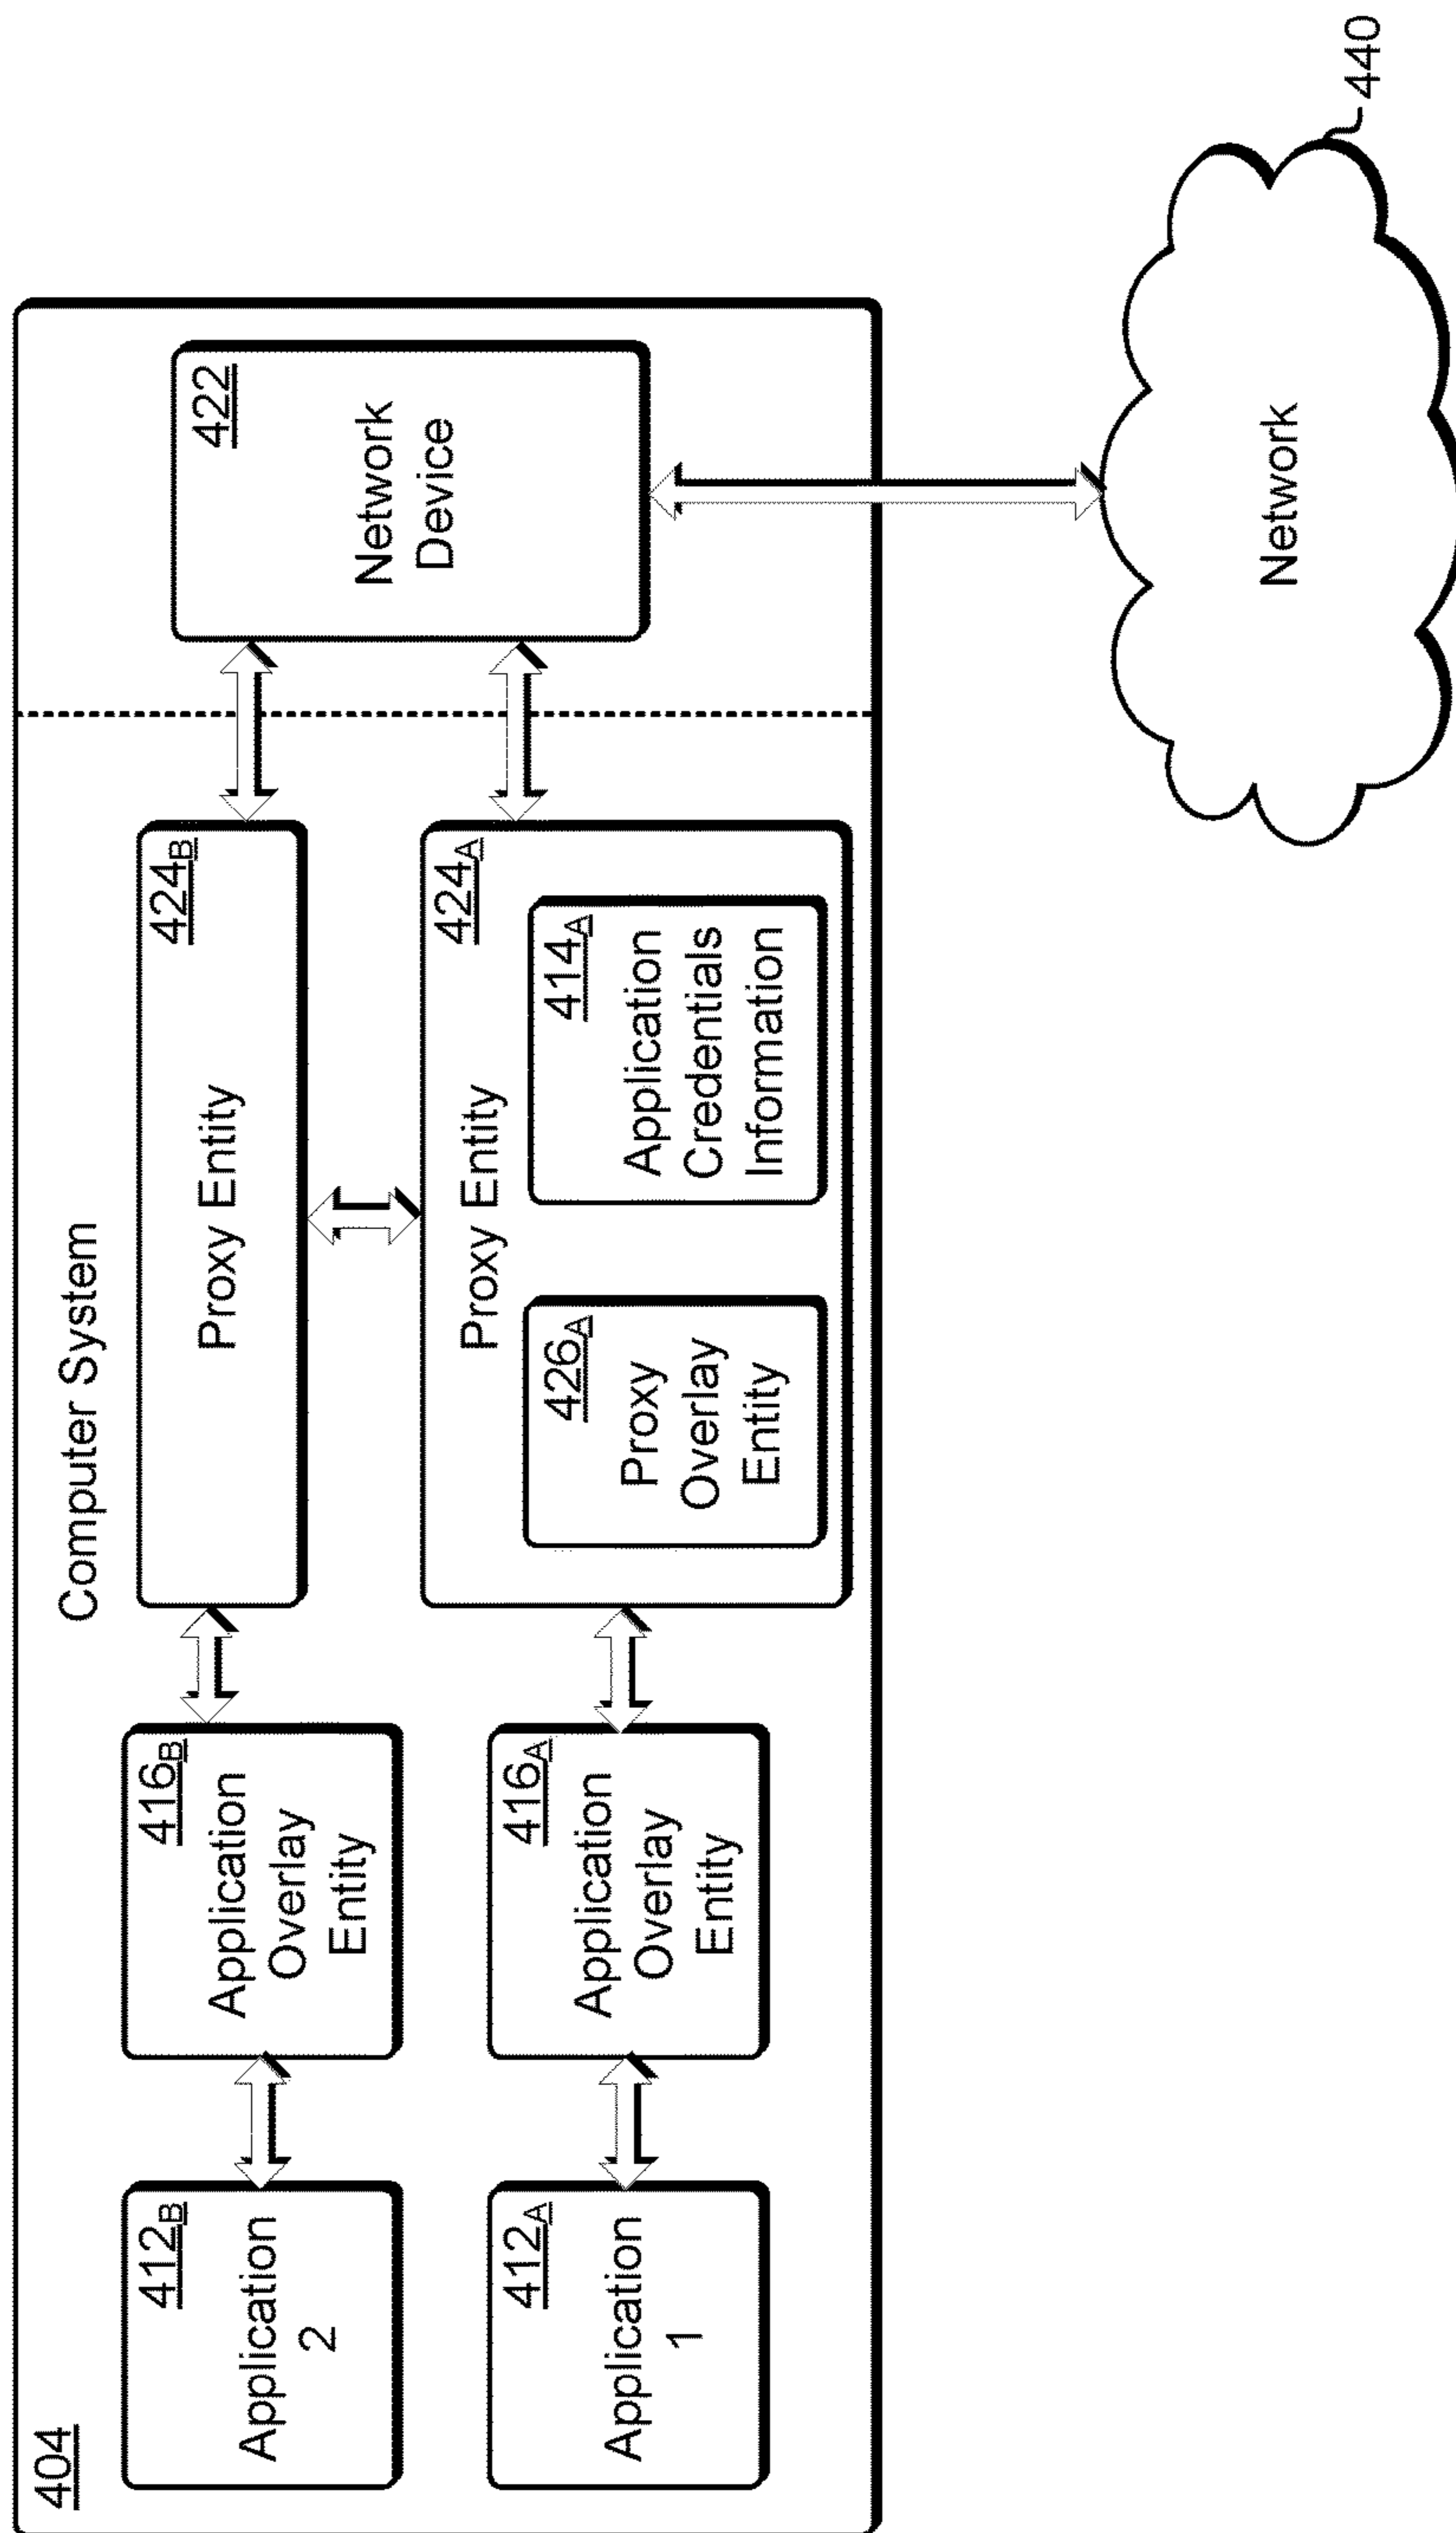 404
Computer System
412B
Application
2
416B
Application
Overlay
Entity
424B
Proxy Entity
422
Network
Device
412A
Application
1
416A
Application
Overlay
Entity
424A
Proxy Entity
426A
Proxy
Overlay
Entity
414A
Application
Credentials
Information
Network
440